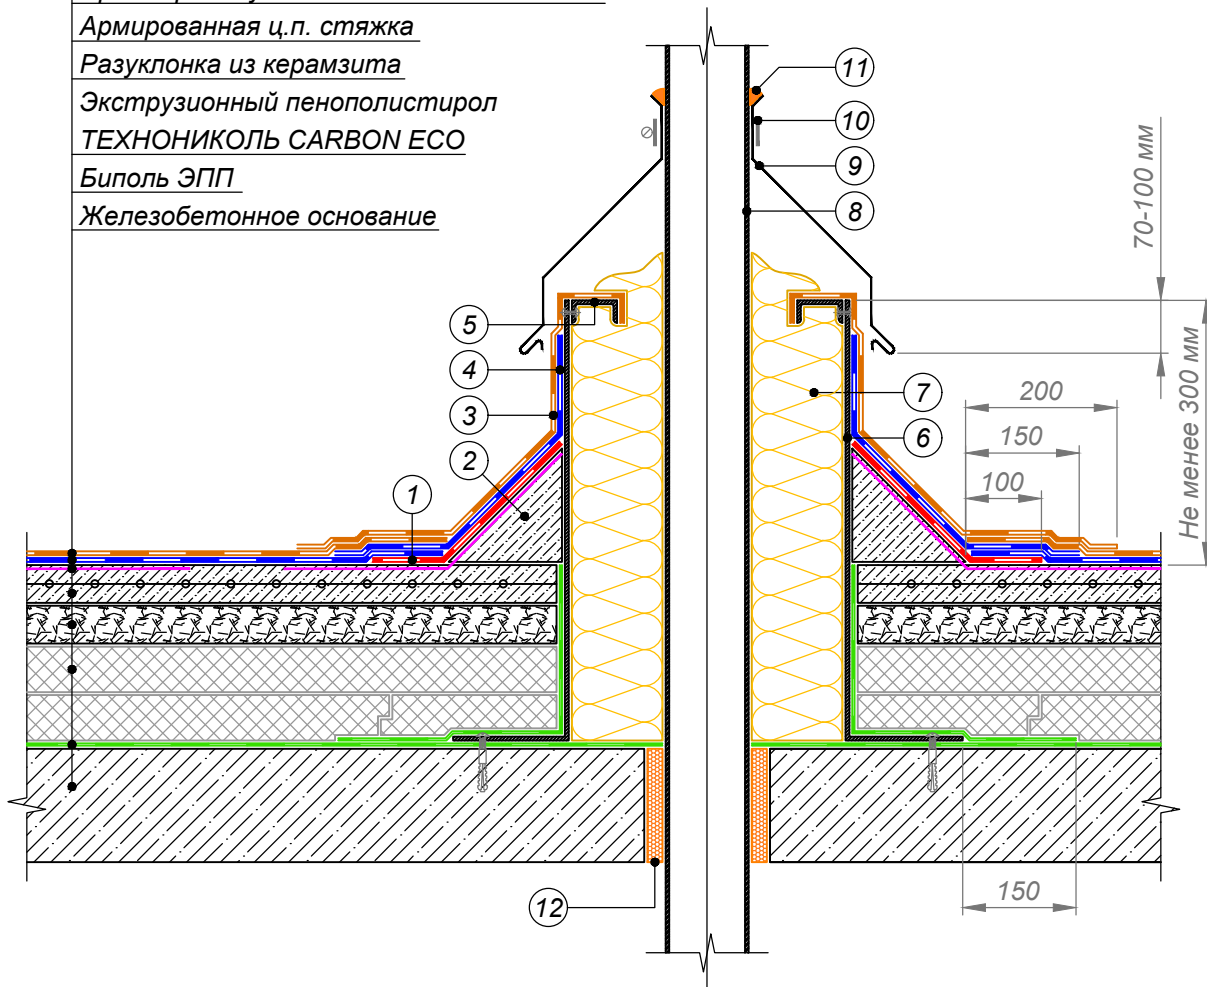 Армированная ц.п. стяжка
Разуклонка из керамзита
Экструзионный пенополистирол
ТЕХНОНИКОЛЬ CARBON ECO
Биполь ЭПП
Железобетонное основание
11
10
9
8
5
4
3
2
1
7
6
12
70-100 мм
Не менее 300 мм
200
150
100
150